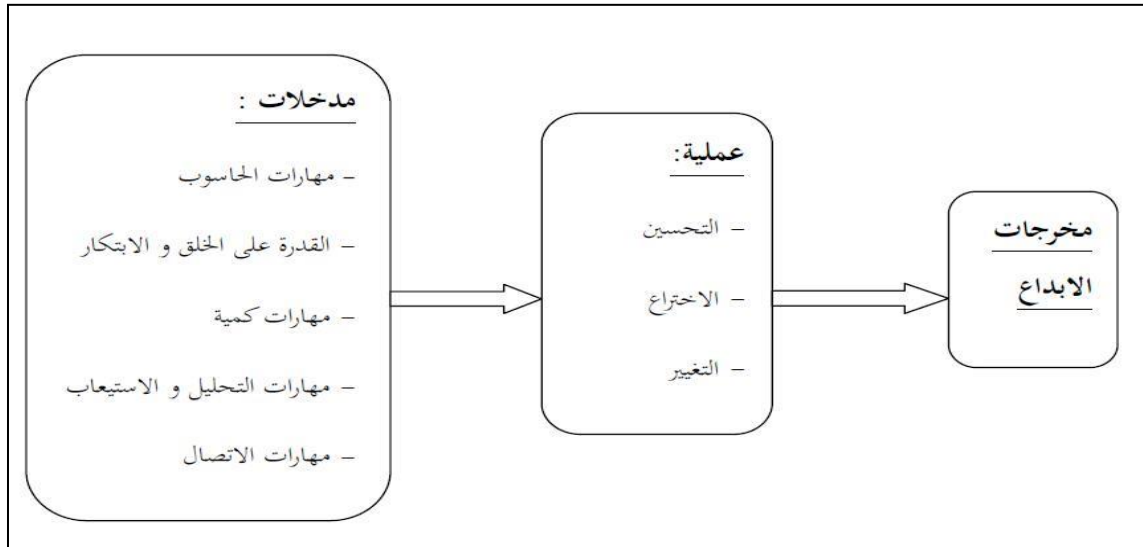 مدخلات :
– مهارات الحاسوب
– القدرة على الخلق و الابتكار
– مهارات كمية
– مهارات التحليل و الاستيعاب
– مهارات الاتصال
عملية:
– التحسين
– الاختراع
– التغيير
مخرجات
الابداع